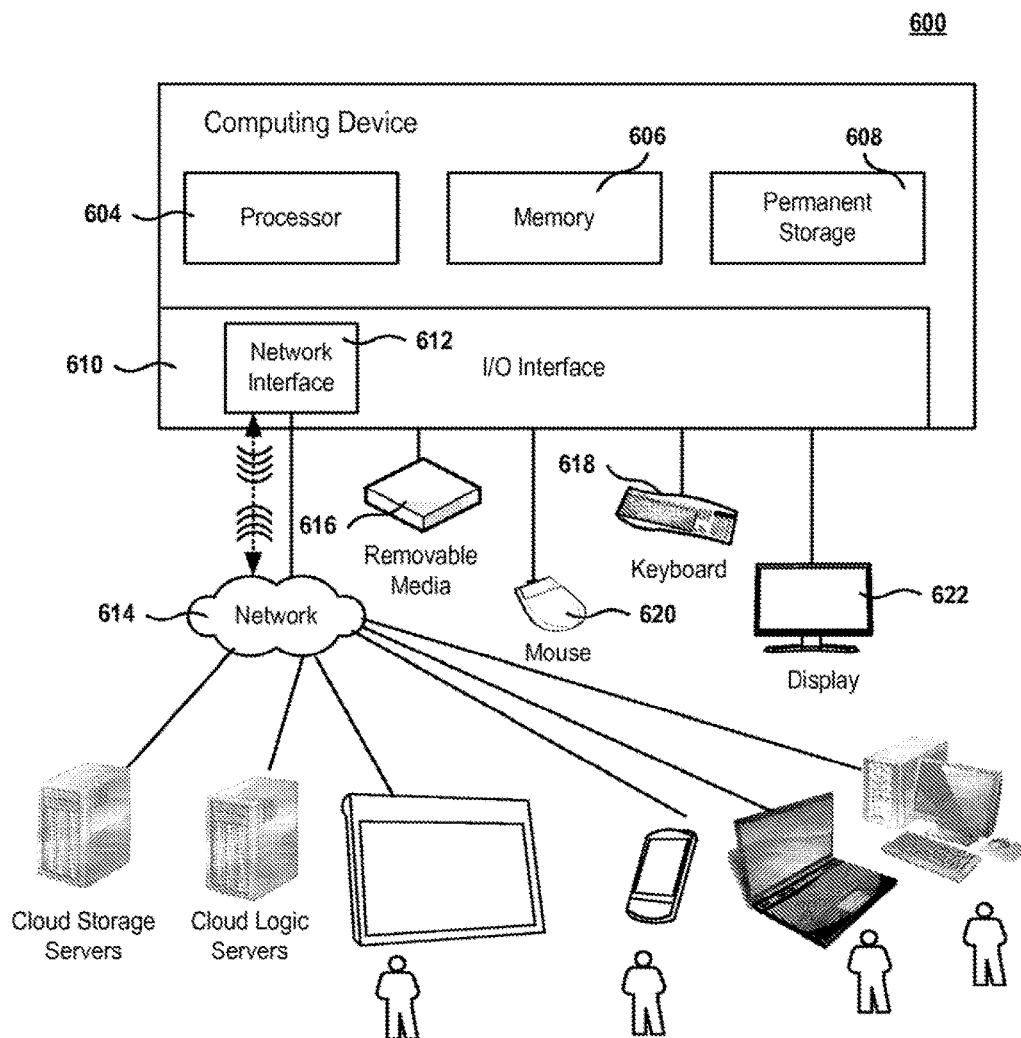 600
Computing Device
606
608
604
Processor
Memory
Permanent
Storage
610
Network
Interface
612
I/O Interface
616
Removable
Media
618
Keyboard
614
Network
620
Mouse
622
Display
Cloud Storage
Servers
Cloud Logic
Servers